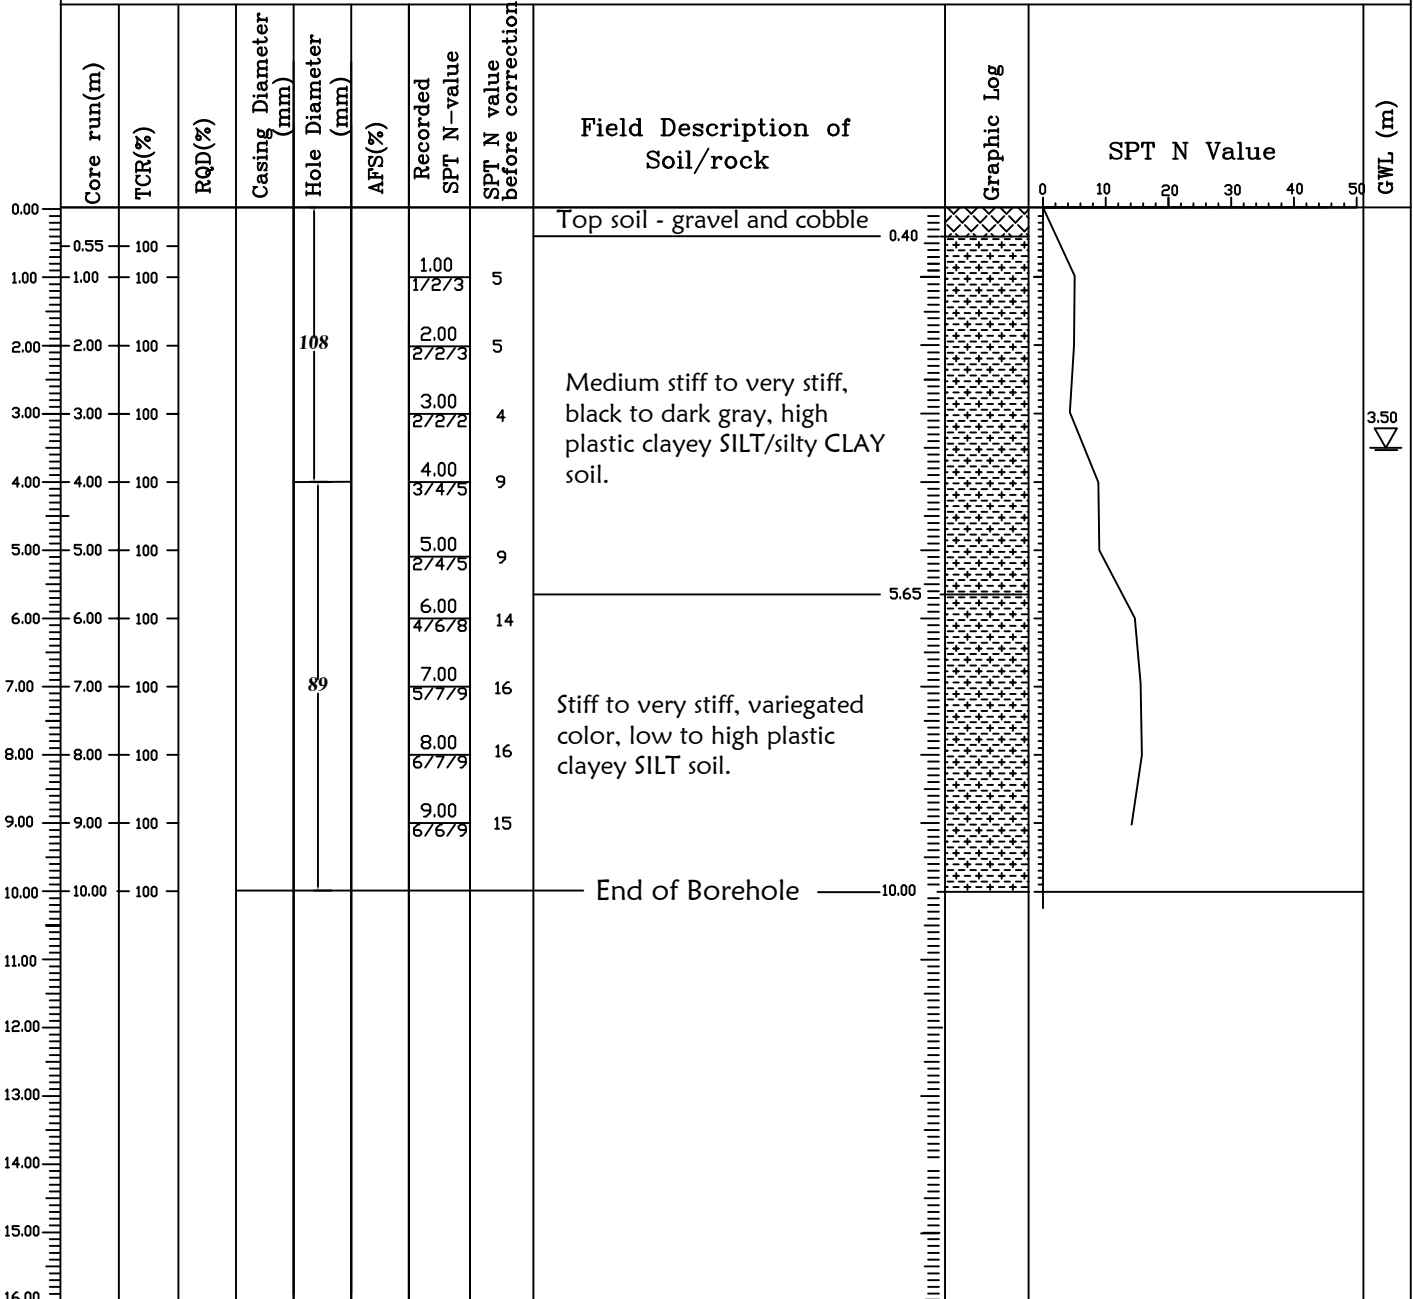 Core run(m)
TCR(%)
RQD(%)
Casing Diameter
(mm)
Hole Diameter
(mm)
AFS(%)
Recorded
SPT N-value
SPT N value
before correction
Field Description of
Soil/rock
Graphic Log
SPT N Value
0 10 20 30 40 50
GWL (m)
0.00
Top soil - gravel and cobble 0.40
0.55 100
1.00 1.00 100 1.00 5
1/2/3
108
2.00 2.00 100 2.00 5
2/2/3
3.00 3.00 100 3.00 4
2/2/2
3.50
Medium stiff to very stiff,
black to dark gray, high
plastic clayey SILT/silty CLAY
soil.
4.00 4.00 100 4.00 9
3/4/5
5.00 5.00 100 5.00 9
2/4/5
5.65
6.00 6.00 100 6.00 14
4/6/8
89
7.00 7.00 100 7.00 16
5/7/9
Stiff to very stiff, variegated
color, low to high plastic
clayey SILT soil.
8.00 8.00 100 8.00 16
6/7/9
9.00 9.00 100 9.00 15
6/6/9
10.00 10.00 100 End of Borehole 10.00
11.00
12.00
13.00
14.00
15.00
16.00